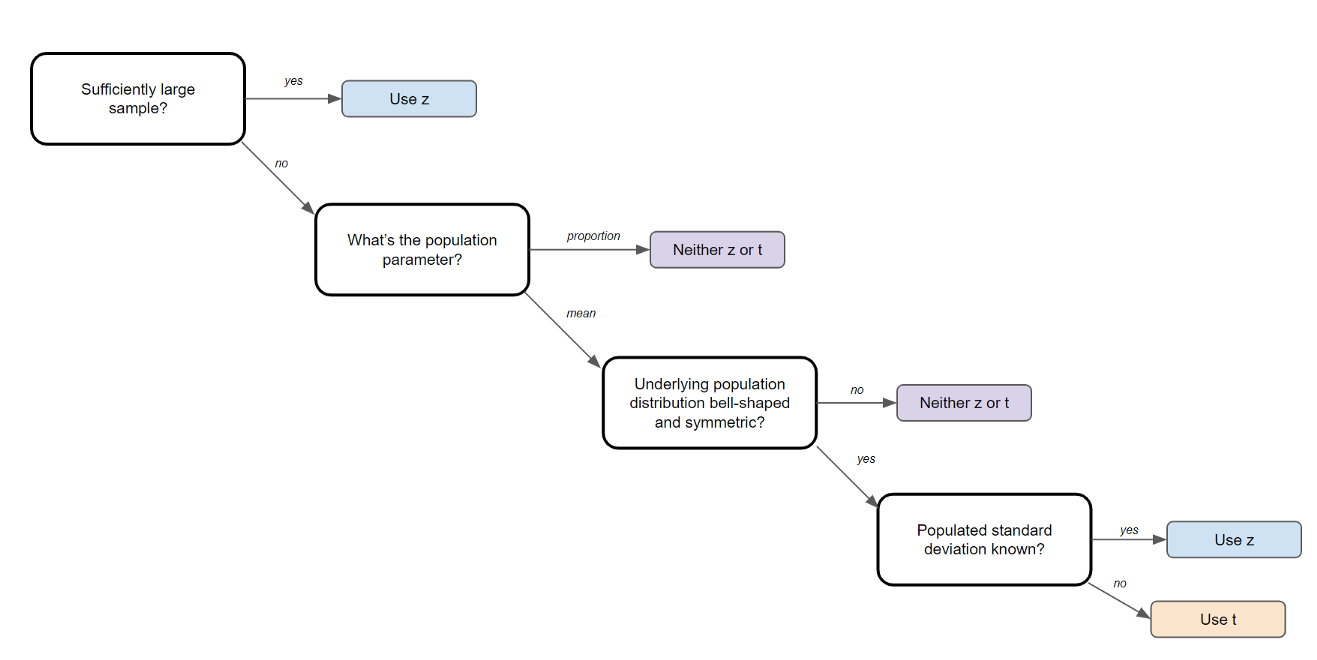 Sufficiently large
sample?
yes
Use z
no
What's the population
parameter?
proportion
Neither z or t
mean
Underlying population
distribution bell-shaped
and symmetric?
no
Neither z or t
yes
Populated standard
deviation known?
yes
Use z
no
Use t